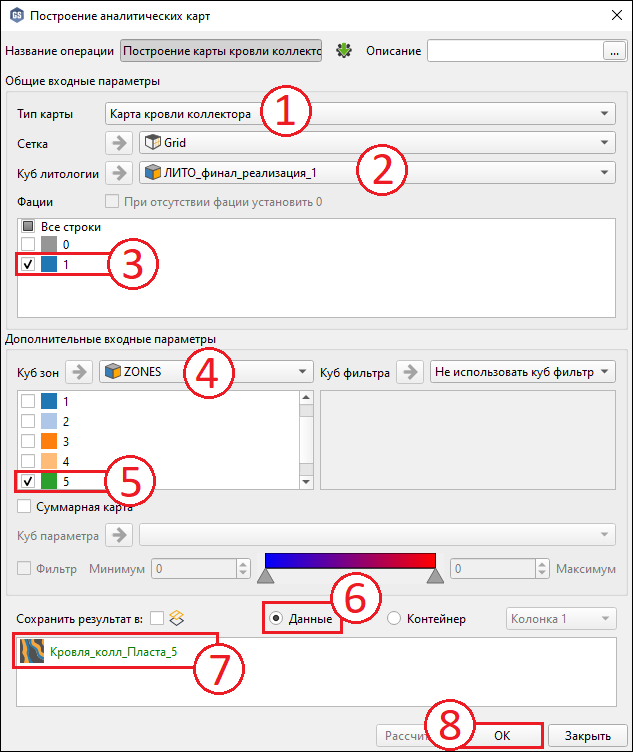 GS Построение аналитических карт
Название операции Построение карты кровли коллектс Описание ...
Общие входные параметры
Тип карты Карта кровли коллектора 1
Сетка Grid
Куб литологии ЛИТО_финал_реализация_1 2
Фации При отсутствии фации установить 0
Все строки
0
1 3
Дополнительные входные параметры
Куб зон ZONES 4 Куб фильтра Не использовать куб фильтр
1
2
3
4
5 5
Суммарная карта
Куб параметра
Фильтр Минимум 0 0 Максимум
Сохранить результат в: Данные 6 Контейнер Колонка 1
Кровля_колл_Пласта_5 7
Рассчит 8 ОК Закрыть